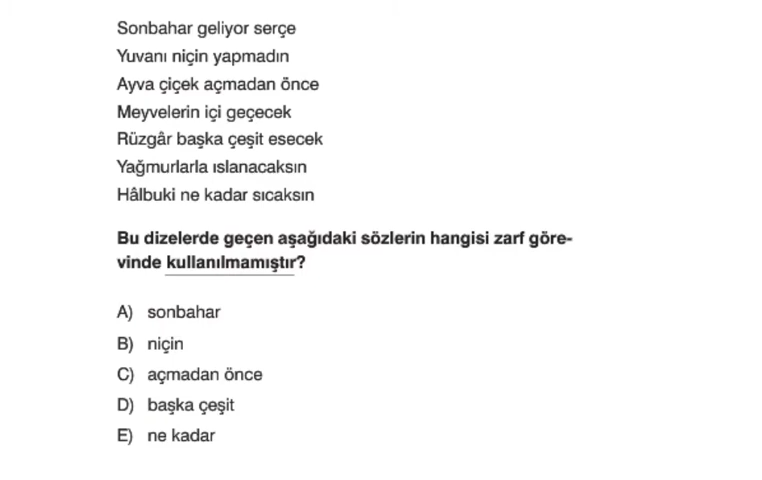 Sonbahar geliyor serçe
Yuvanı niçin yapmadın
Ayva çiçek açmadan önce
Meyvelerin içi geçecek
Rüzgâr başka çeşit esecek
Yağmurlarla ıslanacaksın
Hâlbuki ne kadar sıcaksın
Bu dizelerde geçen aşağıdaki sözlerin hangisi zarf göre-
vinde kullanılmamıştır?
A) sonbahar
B) niçin
C) açmadan önce
D) başka çeşit
E) ne kadar